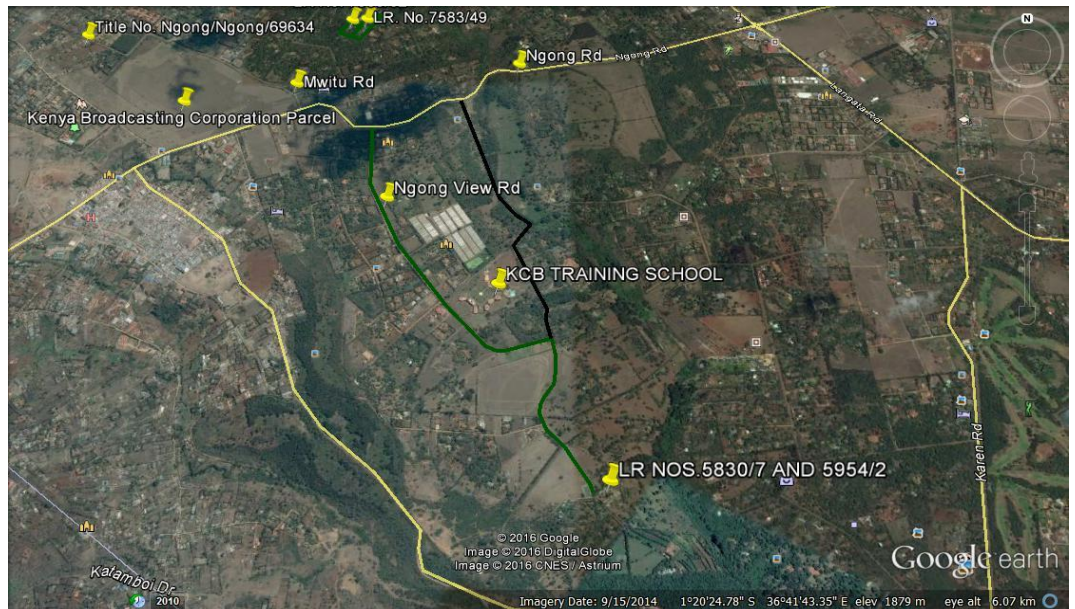 LR. No.7583/49
Title No. Ngong/Ngong/69634
Ngong Rd
Ngong Rd
Mwitu Rd
Langata Rd
Kenya Broadcasting Corporation Parcel
Ngong View Rd
H
KCB TRAINING SCHOOL
Karen Rd
LR NOS.5830/7 AND 5954/2
© 2016 Google
Image © 2016 DigitalGlobe
Image © 2016 CNES / Astrium
Google earth
Katamboi Dr
2010
Imagery Date: 9/15/2014 1°20'24.78" S 36°41'43.35" E elev 1879 m eye alt 6.07 km
N